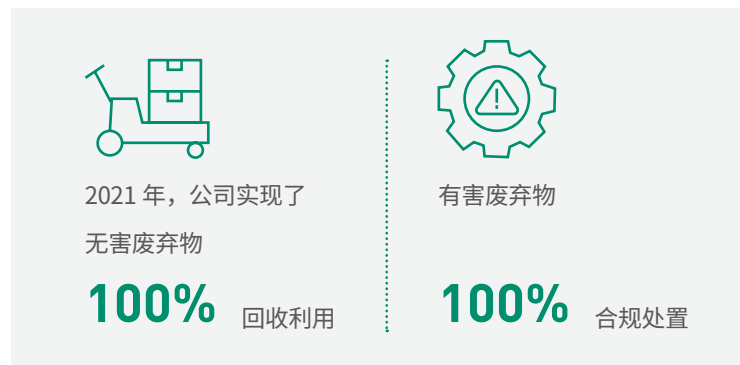 2021 年，公司实现了
无害废弃物
100% 回收利用
有害废弃物
100% 合规处置